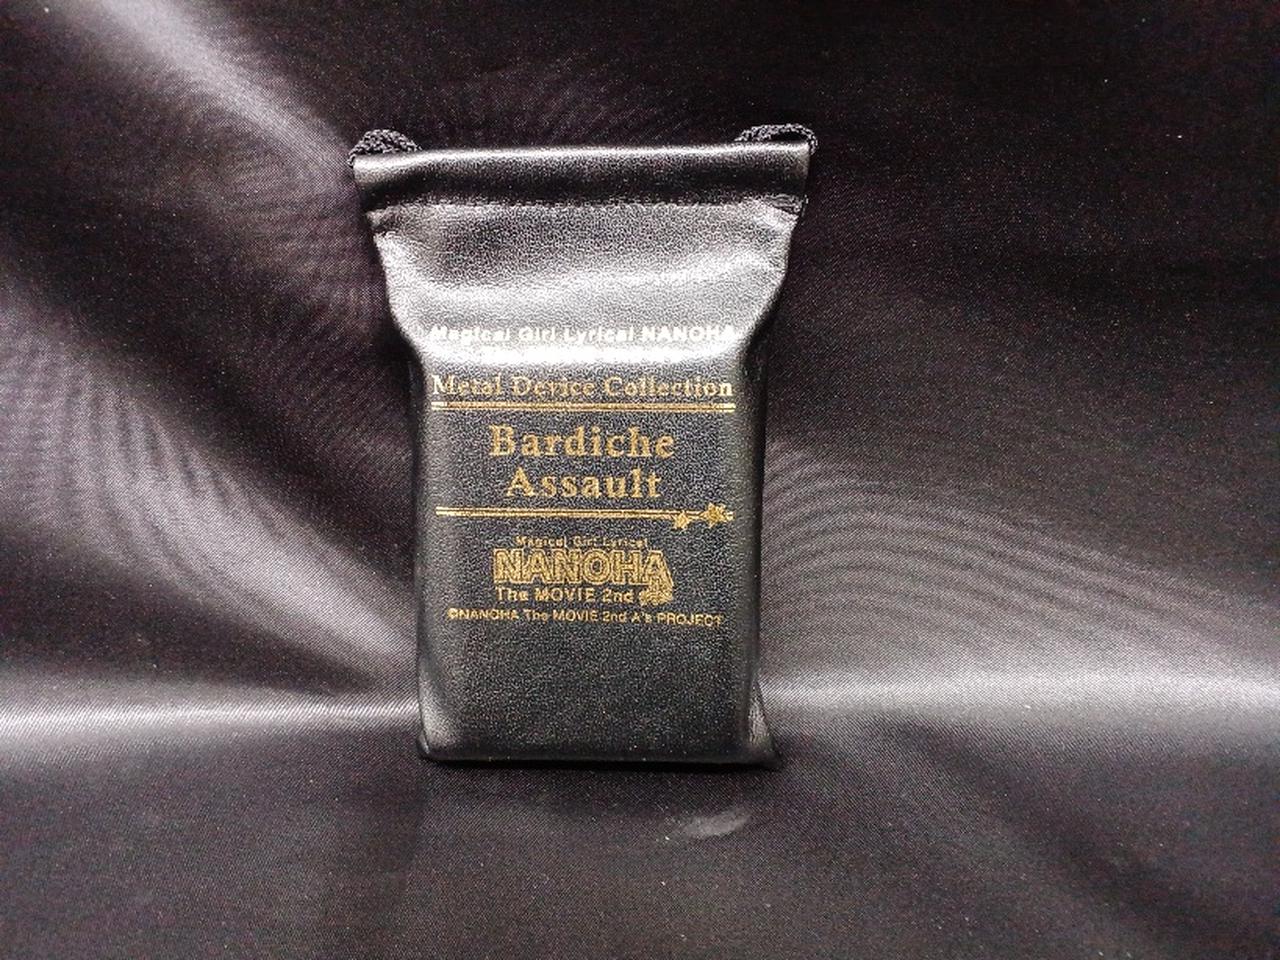 Magical Girl Lyrical NANOHA
Metal Device Collection
Bardiche
Assault
Magical Girl Lyrical
NANOHA
The MOVIE 2nd A's
©NANOHA The MOVIE 2nd A's PROJECT